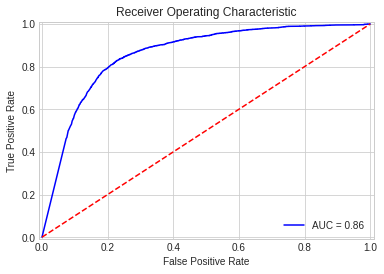 Receiver Operating Characteristic
True Positive Rate
1.0
0.8
0.6
0.4
0.2
0.0
AUC = 0.86
0.0 0.2 0.4 0.6 0.8 1.0
False Positive Rate